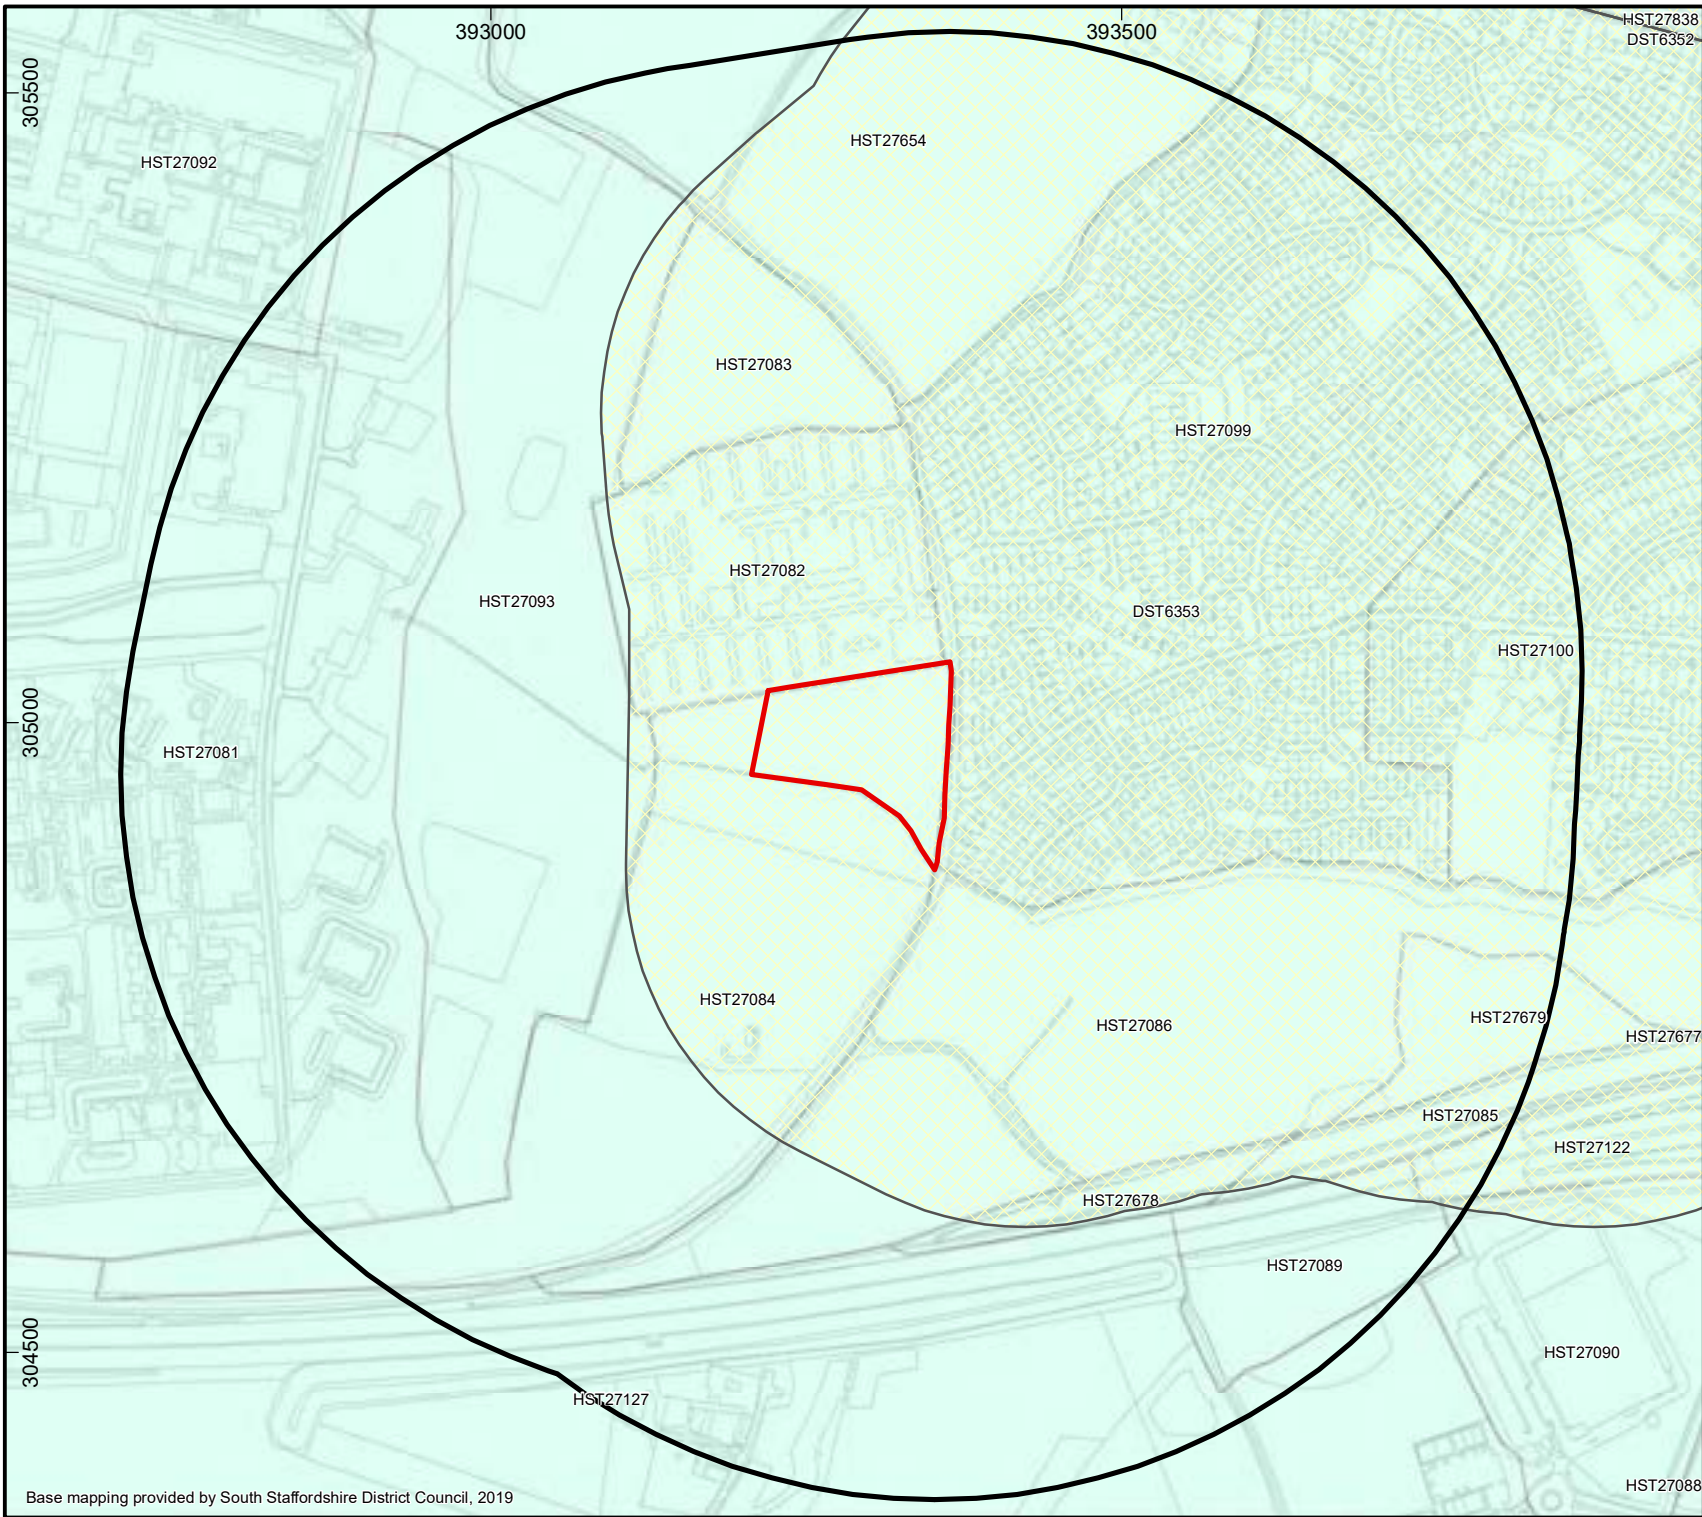 393000
393500
HST27838
DST6352
305500
HST27654
HST27092
HST27083
HST27099
HST27082
HST27093
DST6353
HST27100
305000
HST27081
HST27084
HST27086
HST27679
HST27677
HST27085
HST27122
HST27678
HST27089
304500
HST27090
HST27127
HST27088
Base mapping provided by South Staffordshire District Council, 2019